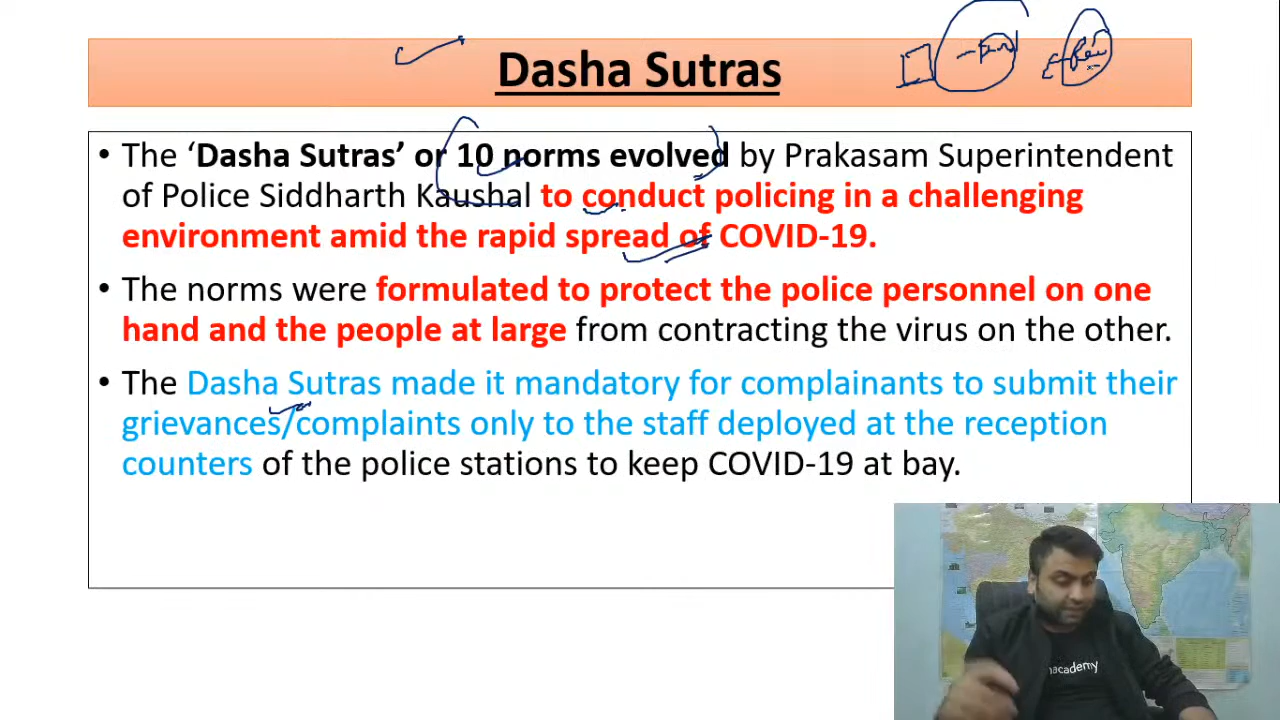 Dasha Sutras
• The ‘Dasha Sutras’ or 10 norms evolved by Prakasam Superintendent
of Police Siddharth Kaushal to conduct policing in a challenging
environment amid the rapid spread of COVID-19.
• The norms were formulated to protect the police personnel on one
hand and the people at large from contracting the virus on the other.
• The Dasha Sutras made it mandatory for complainants to submit their
grievances/complaints only to the staff deployed at the reception
counters of the police stations to keep COVID-19 at bay.
nacademy